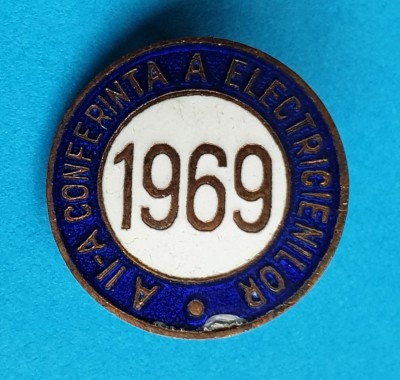 A II-A CONFERINTA A ELECTRICIENILOR
1969